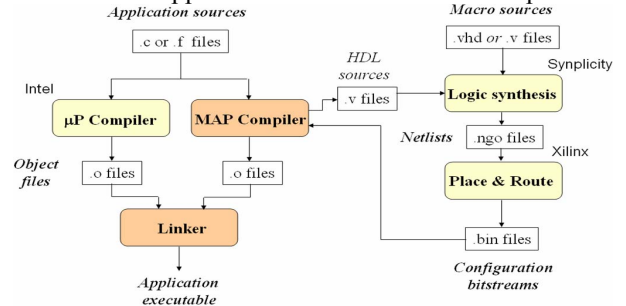 Application sources
Macro sources
.c or .f files
.vhd or .v files
HDL
sources
Synplicity
Intel
.v files
Logic synthesis
μP Compiler
MAP Compiler
Netlists
.ngo files
Xilinx
Object
files
.o files
.o files
Place & Route
Linker
.bin files
Application
executable
Configuration
bitstreams